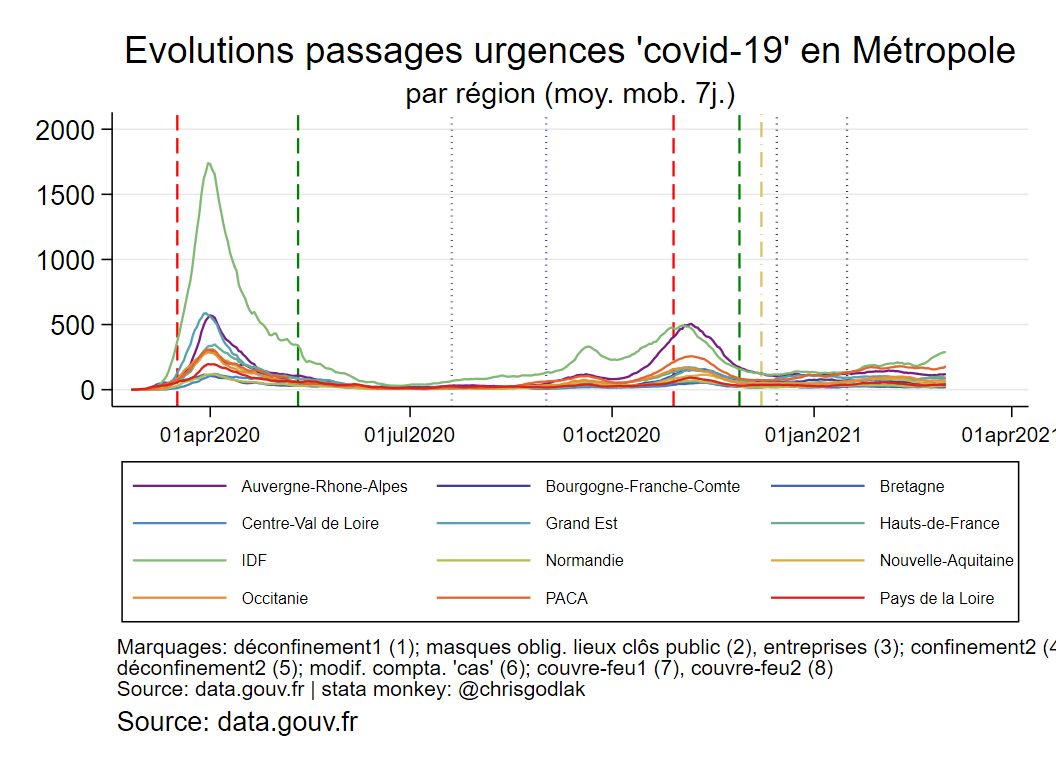 Evolutions passages urgences 'covid-19' en Métropole
par région (moy. mob. 7j.)
2000
1500
1000
500
0
01apr2020 01jul2020 01oct2020 01jan2021 01apr2021
Auvergne-Rhone-Alpes Bourgogne-Franche-Comte Bretagne
Centre-Val de Loire Grand Est Hauts-de-France
IDF Normandie Nouvelle-Aquitaine
Occitanie PACA Pays de la Loire
Marquages: déconfinement1 (1); masques oblig. lieux clôs public (2), entreprises (3); confinement2 (4
déconfinement2 (5); modif. compta. 'cas' (6); couvre-feu1 (7), couvre-feu2 (8)
Source: data.gouv.fr | stata monkey: @chrisgodlak
Source: data.gouv.fr